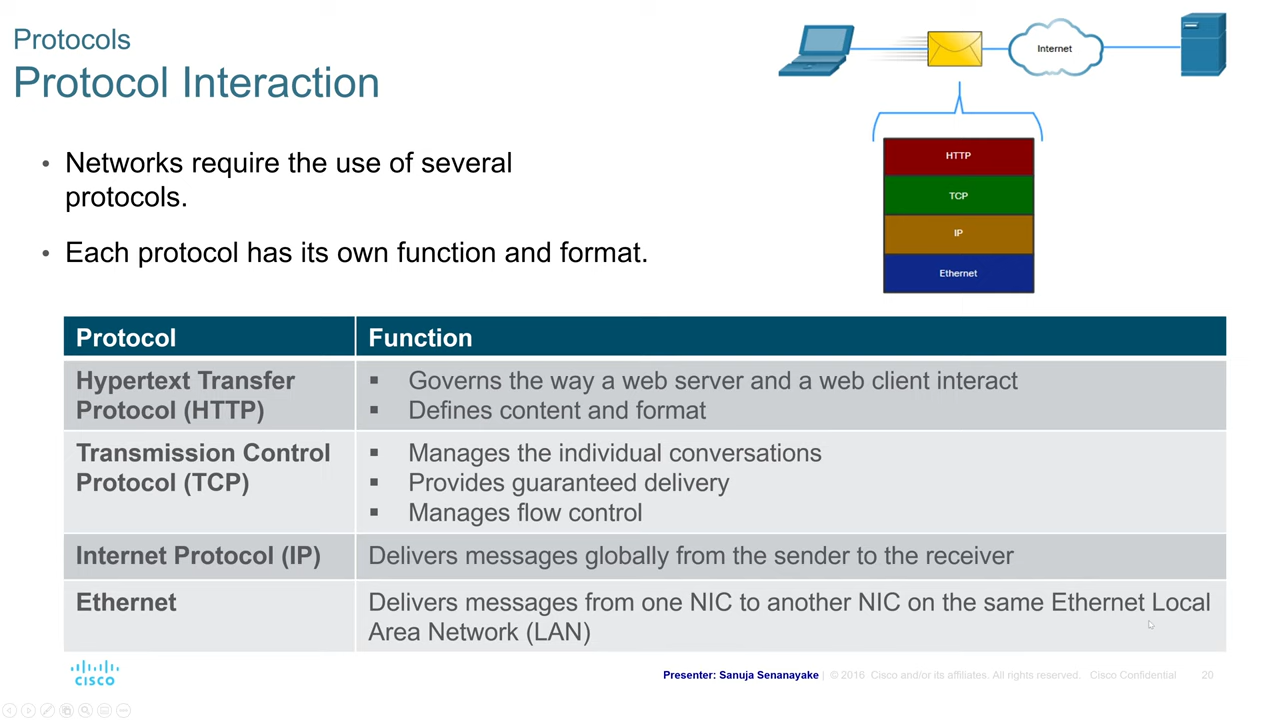 Protocols
Protocol Interaction
Internet
• Networks require the use of several
protocols.
• Each protocol has its own function and format.
HTTP
TCP
IP
Ethernet
Protocol Function
Hypertext Transfer
Protocol (HTTP)
▪ Governs the way a web server and a web client interact
▪ Defines content and format
Transmission Control
Protocol (TCP)
▪ Manages the individual conversations
▪ Provides guaranteed delivery
▪ Manages flow control
Internet Protocol (IP) Delivers messages globally from the sender to the receiver
Ethernet Delivers messages from one NIC to another NIC on the same Ethernet Local
Area Network (LAN)
CISCO
Presenter: Sanuja Senanayake | © 2016 Cisco and/or its affiliates. All rights reserved. Cisco Confidential 20